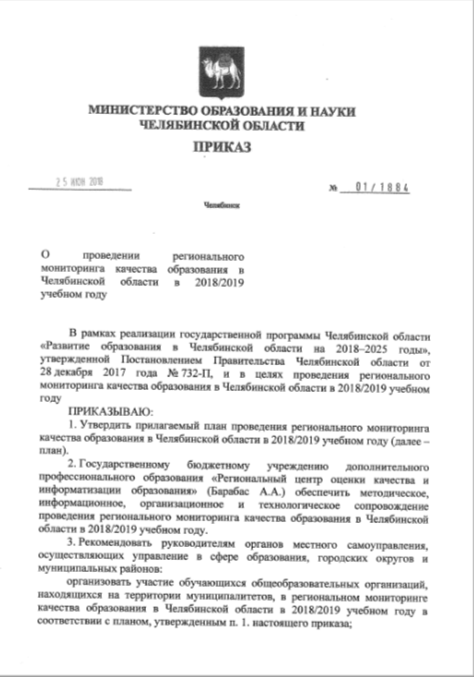 МИНИСТЕРСТВО ОБРАЗОВАНИЯ И НАУКИ
ЧЕЛЯБИНСКОЙ ОБЛАСТИ
ПРИКАЗ
25 ИЮН 2018
№ 01/1884
Челябинск
О проведении регионального
мониторинга качества образования в
Челябинской области в 2018/2019
учебном году
В рамках реализации государственной программы Челябинской области
«Развитие образования в Челябинской области на 2018–2025 годы»,
утвержденной Постановлением Правительства Челябинской области от
28 декабря 2017 года № 732-П, и в целях проведения регионального
мониторинга качества образования в Челябинской области в 2018/2019 учебном
году
ПРИКАЗЫВАЮ:
1. Утвердить прилагаемый план проведения регионального мониторинга
качества образования в Челябинской области в 2018/2019 учебном году (далее –
план).
2. Государственному бюджетному учреждению дополнительного
профессионального образования «Региональный центр оценки качества и
информатизации образования» (Барабас А.А.) обеспечить методическое,
информационное, организационное и технологическое сопровождение
проведения регионального мониторинга качества образования в Челябинской
области в 2018/2019 учебном году.
3. Рекомендовать руководителям органов местного самоуправления,
осуществляющих управление в сфере образования, городских округов и
муниципальных районов:
организовать участие обучающихся общеобразовательных организаций,
находящихся на территории муниципалитетов, в региональном мониторинге
качества образования в Челябинской области в 2018/2019 учебном году в
соответствии с планом, утвержденным п. 1. настоящего приказа;